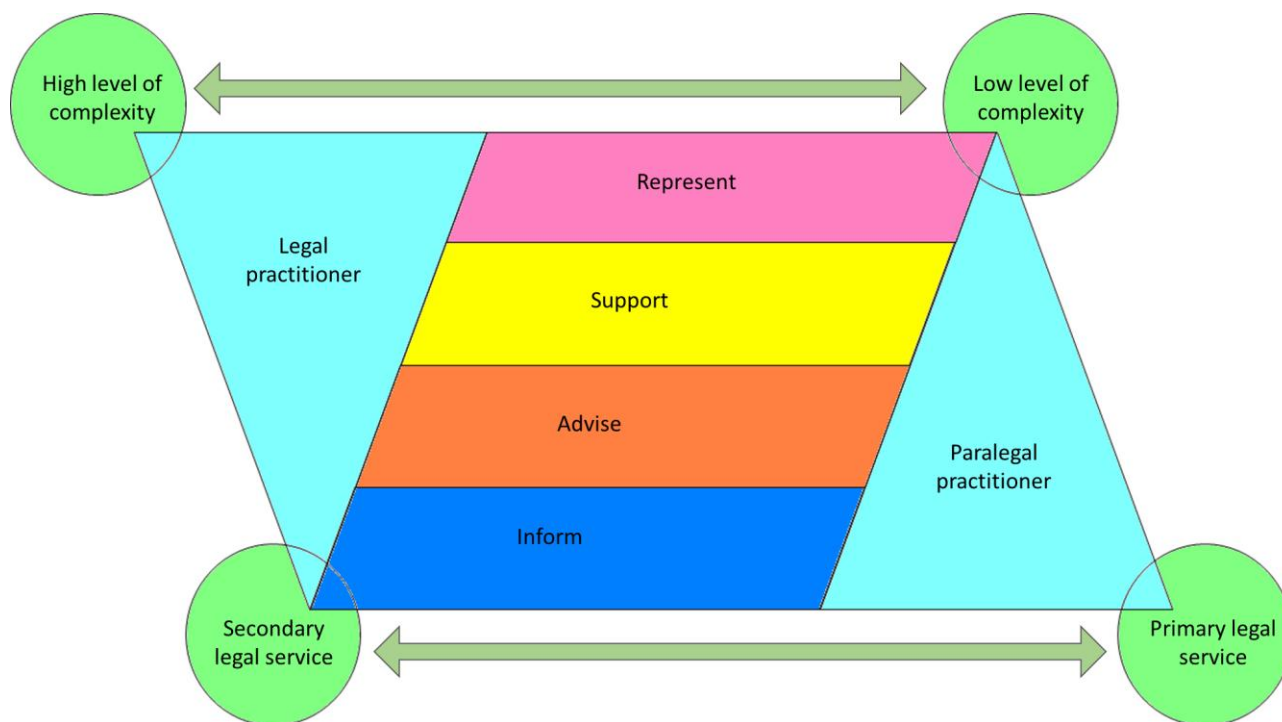 High level of
complexity
Low level of
complexity
Represent
Legal
practitioner
Support
Advise
Paralegal
practitioner
Inform
Secondary
legal service
Primary legal
service